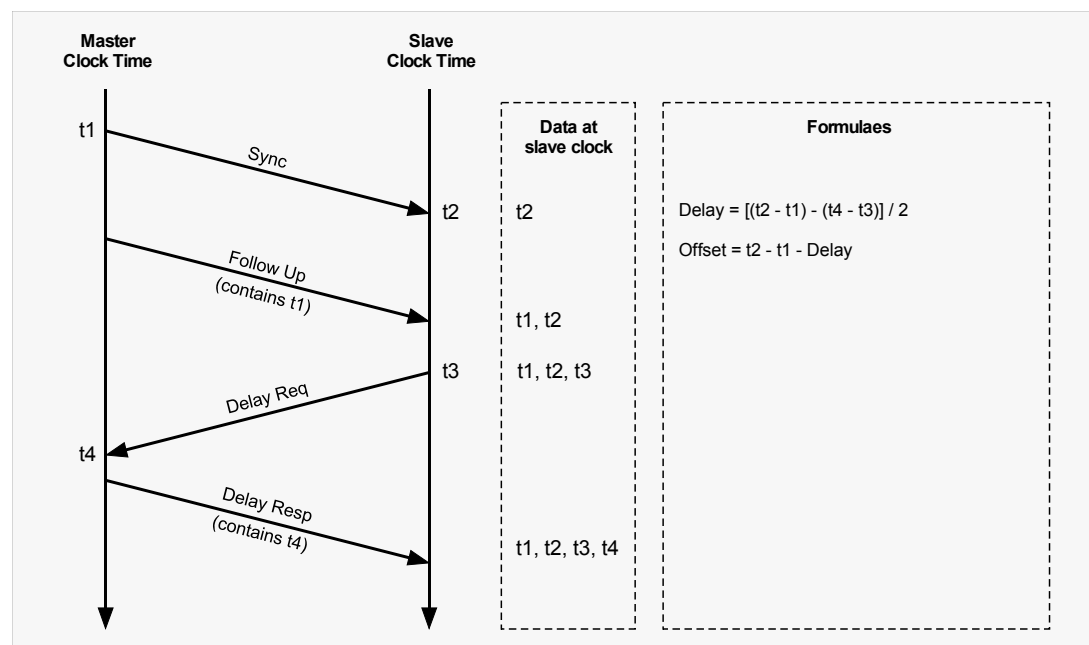 Master
Clock Time
Slave
Clock Time
Data at
slave clock
Formulaes
t1
Sync
t2
t2
Delay = [(t2 - t1) - (t4 - t3)] / 2
Follow Up
(contains t1)
Offset = t2 - t1 - Delay
t1, t2
t3
t1, t2, t3
Delay Req
t4
Delay Resp
(contains t4)
t1, t2, t3, t4